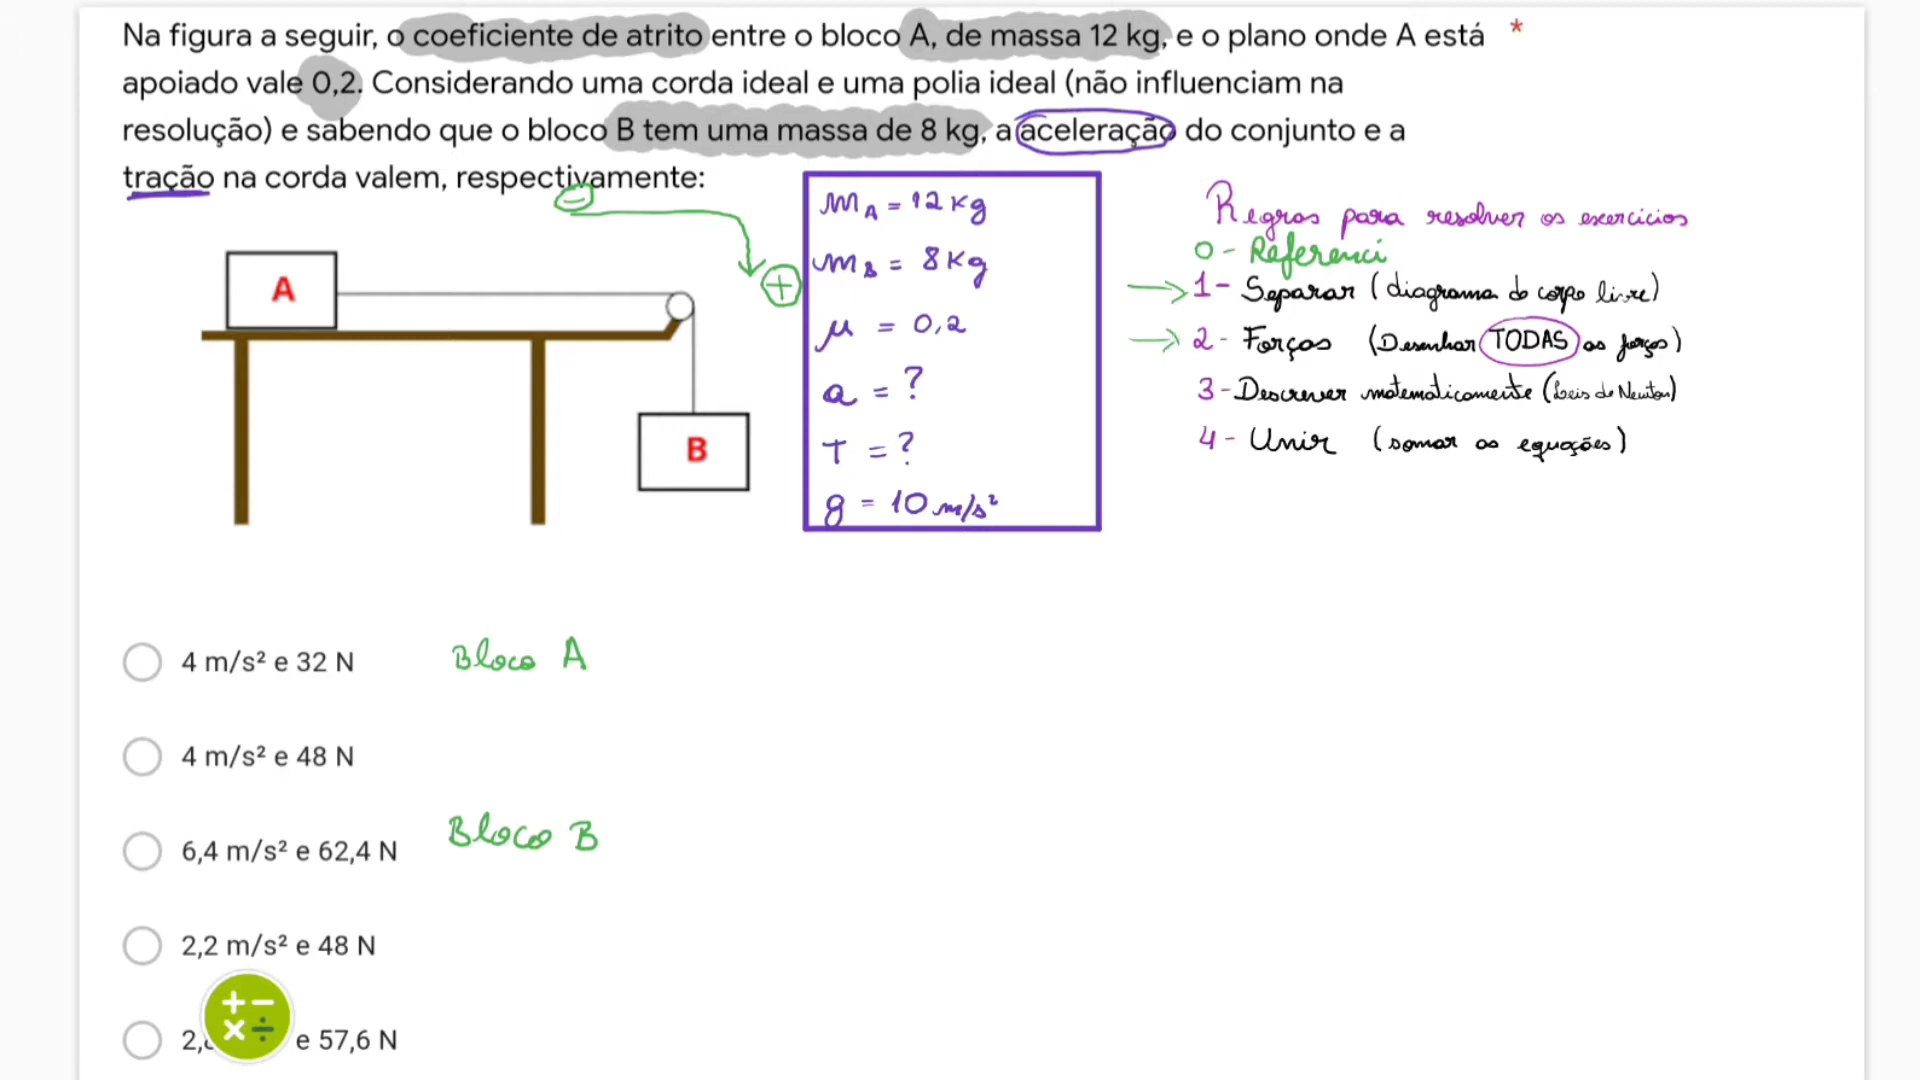 Na figura a seguir, o coeficiente de atrito entre o bloco A, de massa 12 kg, e o plano onde A está *
apoiado vale 0,2. Considerando uma corda ideal e uma polia ideal (não influenciam na
resolução) e sabendo que o bloco B tem uma massa de 8 kg, a aceleração do conjunto e a
tração na corda valem, respectivamente:
−
+
A
B
mA = 12 kg
mB = 8 kg
μ = 0,2
a = ?
T = ?
g = 10 m/s²
Regras para resolver os exercicios
0 - Referenci
→ 1 - Separar (diagrama do corpo livre)
→ 2 - Forças (Desenhar TODAS as forças)
3 - Descrever matematicamente (Leis de Newton)
4 - Unir (somar as equações)
4 m/s² e 32 N
Bloco A
4 m/s² e 48 N
Bloco B
6,4 m/s² e 62,4 N
2,2 m/s² e 48 N
+ −
× ÷
2, e 57,6 N